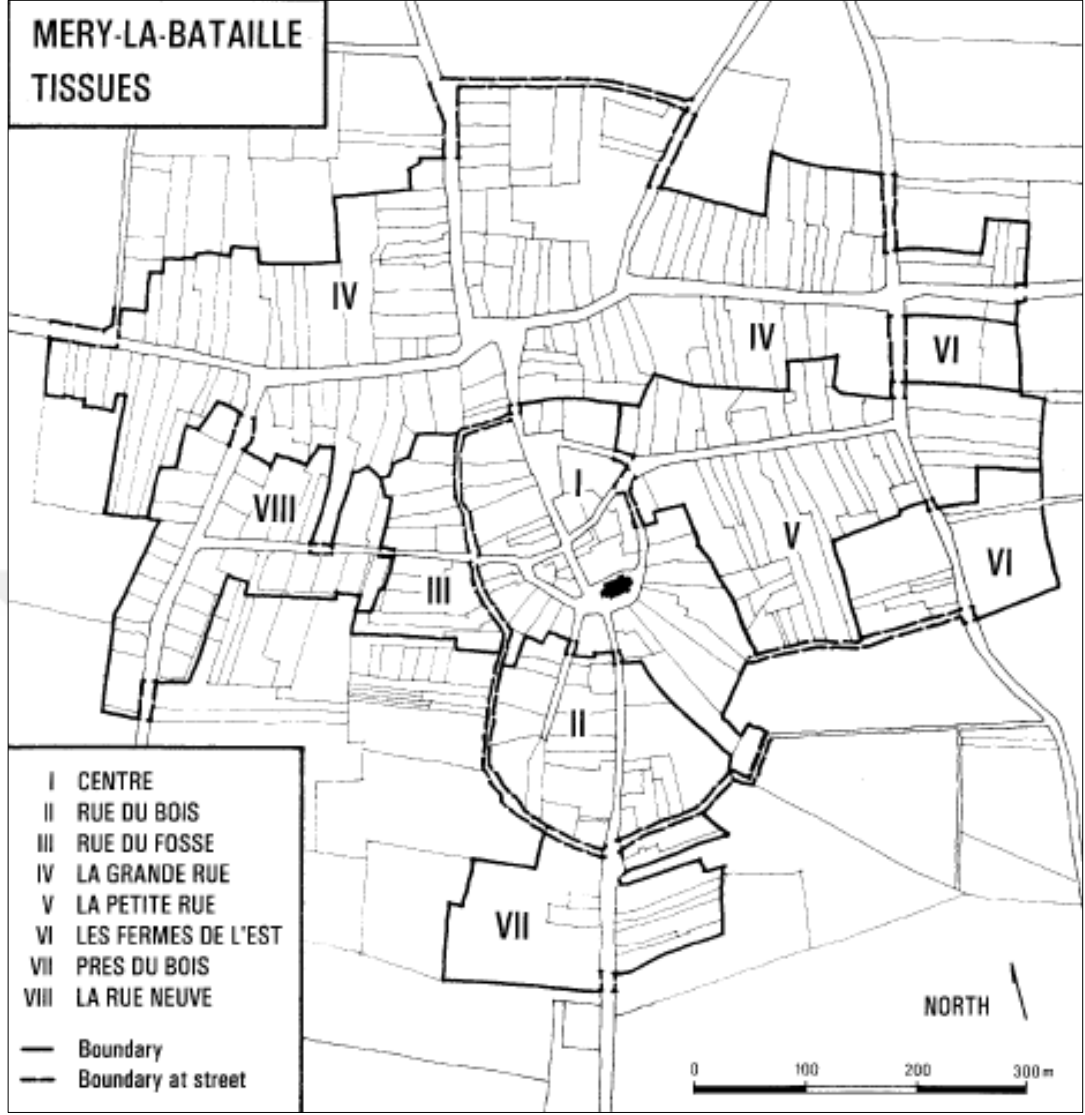 MERY-LA-BATAILLE
TISSUES
IV
IV
VI
I
VIII
V
VI
III
II
VII
I CENTRE
II RUE DU BOIS
III RUE DU FOSSE
IV LA GRANDE RUE
V LA PETITE RUE
VI LES FERMES DE L'EST
VII PRES DU BOIS
VIII LA RUE NEUVE
Boundary
Boundary at street
NORTH
0 100 200 300 m